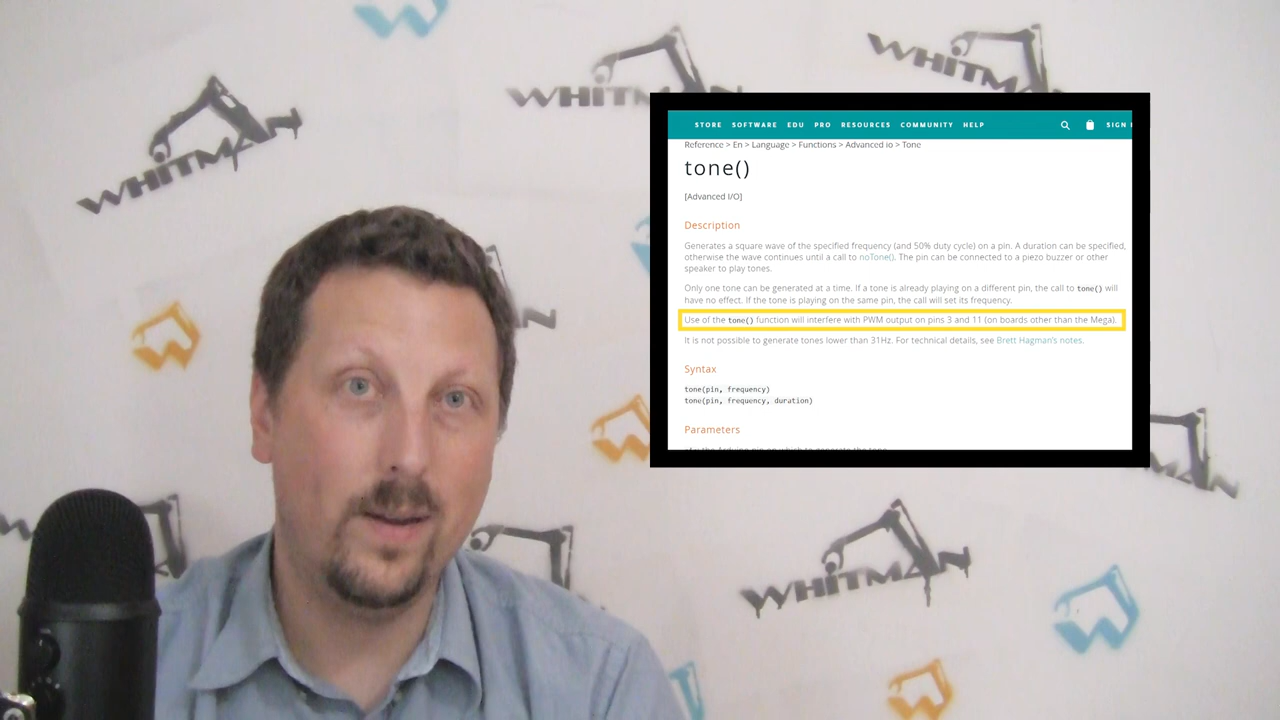 WHITMAN
WHITMAN
WHITMAN
STORE SOFTWARE EDU PRO RESOURCES COMMUNITY HELP SIGN
Reference > En > Language > Functions > Advanced io > Tone
tone()
[Advanced I/O]
Description
Generates a square wave of the specified frequency (and 50% duty cycle) on a pin. A duration can be specified,
otherwise the wave continues until a call to noTone(). The pin can be connected to a piezo buzzer or other
speaker to play tones.
Only one tone can be generated at a time. If a tone is already playing on a different pin, the call to tone() will
have no effect. If the tone is playing on the same pin, the call will set its frequency.
Use of the tone() function will interfere with PWM output on pins 3 and 11 (on boards other than the Mega).
It is not possible to generate tones lower than 31Hz. For technical details, see Brett Hagman's notes.
Syntax
tone(pin, frequency)
tone(pin, frequency, duration)
Parameters
WHITMAN